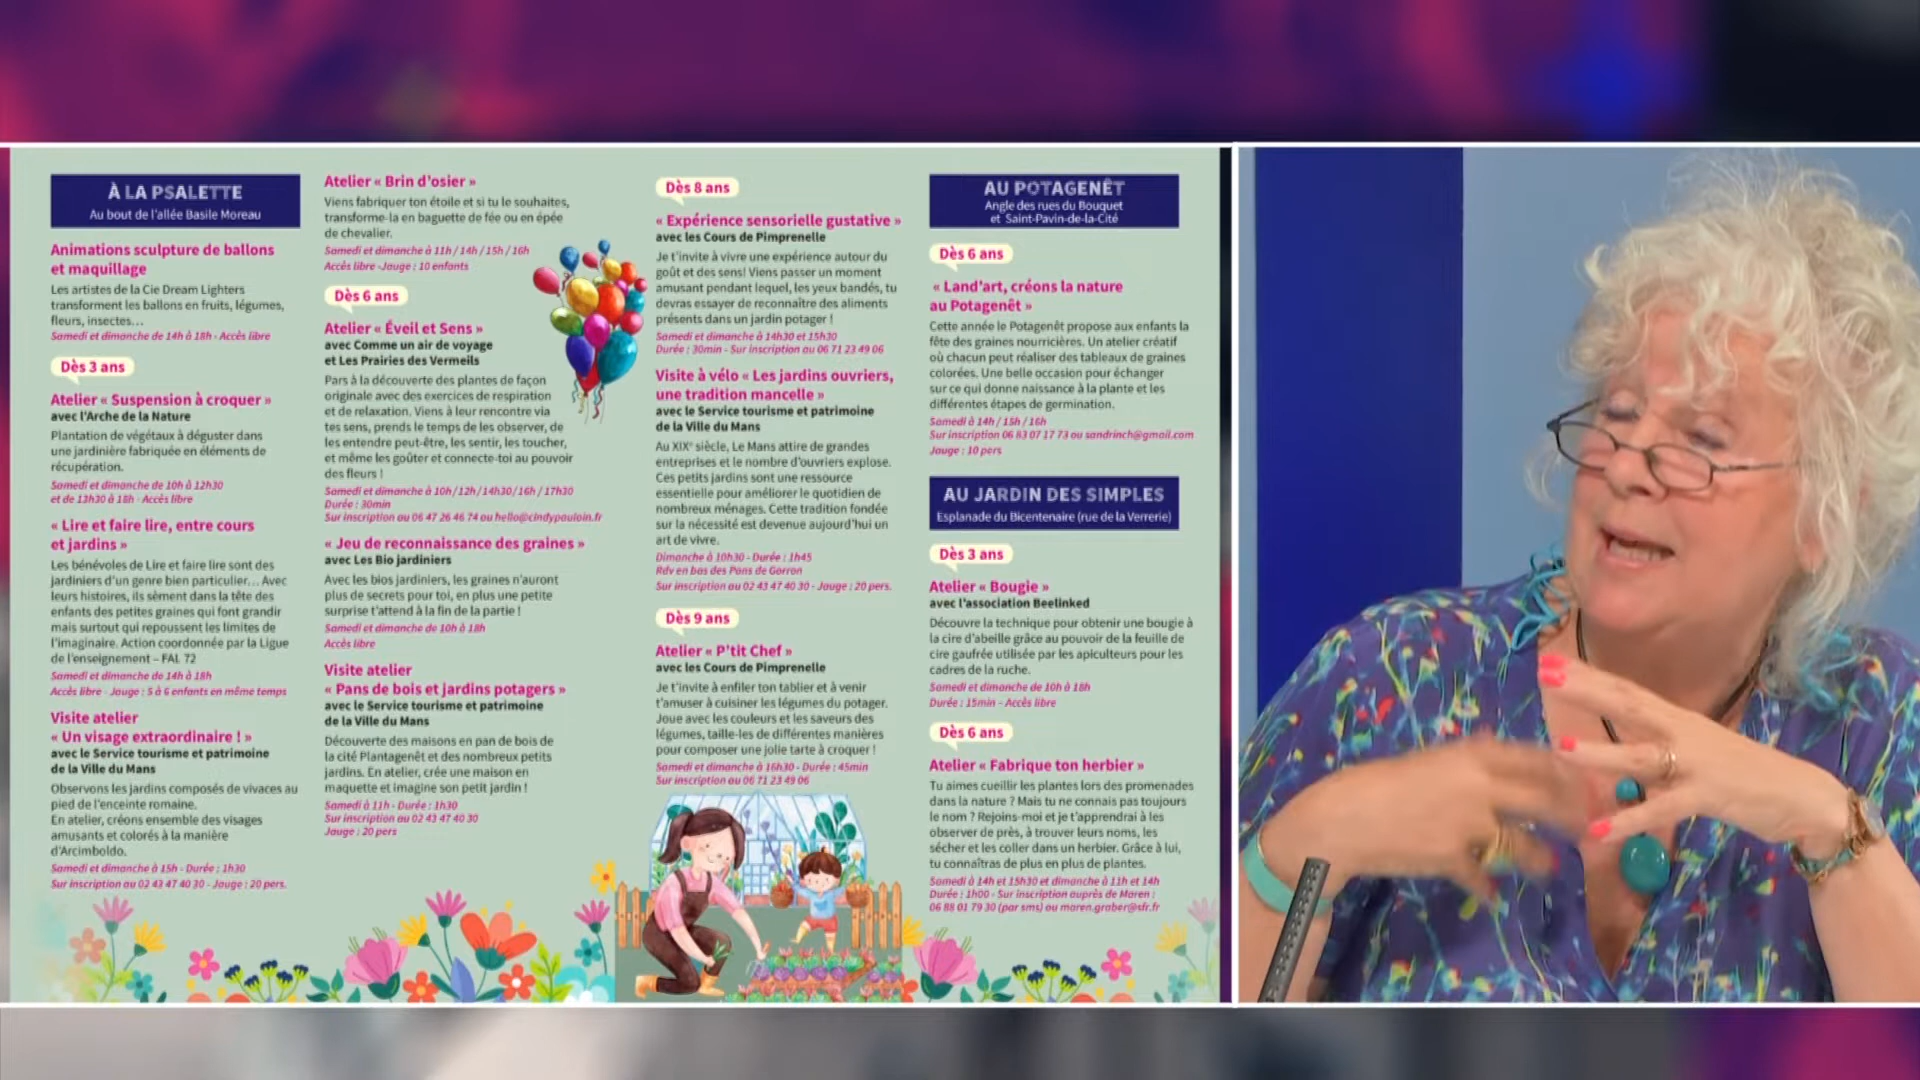 À LA PSALETTE
Au bout de l'allée Basile Moreau
Animations sculpture de ballons
et maquillage
Les artistes de la Cie Dream Lighters
transforment les ballons en fruits, légumes,
fleurs, insectes…
Samedi et dimanche de 14h à 18h - Accès libre
Dès 3 ans
Atelier « Suspension à croquer »
avec l'Arche de la Nature
Plantation de végétaux à déguster dans
une jardinière fabriquée en éléments de
récupération.
Samedi et dimanche de 10h à 12h30
et de 13h30 à 18h - Accès libre
« Lire et faire lire, entre cours
et jardins »
Les bénévoles de Lire et faire lire sont des
jardiniers d'un genre bien particulier… Avec
leurs histoires, ils sèment dans la tête des
enfants des petites graines qui font grandir
mais surtout qui repoussent les limites de
l'imaginaire. Action coordonnée par la Ligue
de l'enseignement – FAL 72
Samedi et dimanche de 14h à 18h
Accès libre - Jauge : 5 à 6 enfants en même temps
Visite atelier
« Un visage extraordinaire ! »
avec le Service tourisme et patrimoine
de la Ville du Mans
Observons les jardins composés de vivaces au
pied de l'enceinte romaine.
En atelier, créons ensemble des visages
amusants et colorés à la manière
d'Arcimboldo.
Samedi et dimanche à 15h - Durée : 1h30
Sur inscription au 02 43 47 40 30 - Jauge : 20 pers.
Atelier « Brin d'osier »
Viens fabriquer ton étoile et si tu le souhaites,
transforme-la en baguette de fée ou en épée
de chevalier.
Samedi et dimanche à 11h / 14h / 15h / 16h
Accès libre -Jauge : 10 enfants
Dès 6 ans
Atelier « Éveil et Sens »
avec Comme un air de voyage
et Les Prairies des Vermeils
Pars à la découverte des plantes de façon
originale avec des exercices de respiration
et de relaxation. Viens à leur rencontre via
tes sens, prends le temps de les observer, de
les entendre peut-être, les sentir, les toucher,
et même les goûter et connecte-toi au pouvoir
des fleurs !
Samedi et dimanche à 10h / 12h / 14h30 / 16h / 17h30
Durée : 30min
Sur inscription au 06 47 26 46 74 ou hello@cindypauloin.fr
« Jeu de reconnaissance des graines »
avec Les Bio jardiniers
Avec les bios jardiniers, les graines n'auront
plus de secrets pour toi, en plus une petite
surprise t'attend à la fin de la partie !
Samedi et dimanche de 10h à 18h
Accès libre
Visite atelier
« Pans de bois et jardins potagers »
avec le Service tourisme et patrimoine
de la Ville du Mans
Découverte des maisons en pan de bois de
la cité Plantagenêt et des nombreux petits
jardins. En atelier, crée une maison en
maquette et imagine son petit jardin !
Samedi à 11h - Durée : 1h30
Sur inscription au 02 43 47 40 30
Jauge : 20 pers
Dès 8 ans
« Expérience sensorielle gustative »
avec les Cours de Pimprenelle
Je t'invite à vivre une expérience autour du
goût et des sens! Viens passer un moment
amusant pendant lequel, les yeux bandés, tu
devras essayer de reconnaître des aliments
présents dans un jardin potager !
Samedi et dimanche à 14h30 et 15h30
Durée : 30min - Sur inscription au 06 71 23 49 06
Visite à vélo « Les jardins ouvriers,
une tradition mancelle »
avec le Service tourisme et patrimoine
de la Ville du Mans
Au XIXe siècle, Le Mans attire de grandes
entreprises et le nombre d'ouvriers explose.
Ces petits jardins sont une ressource
essentielle pour améliorer le quotidien de
nombreux ménages. Cette tradition fondée
sur la nécessité est devenue aujourd'hui un
art de vivre.
Dimanche à 10h30 - Durée : 1h45
Rdv en bas des Pans de Gorron
Sur inscription au 02 43 47 40 30 - Jauge : 20 pers.
Dès 9 ans
Atelier « P'tit Chef »
avec les Cours de Pimprenelle
Je t'invite à enfiler ton tablier et à venir
t'amuser à cuisiner les légumes du potager.
Joue avec les couleurs et les saveurs des
légumes, taille-les de différentes manières
pour composer une jolie tarte à croquer !
Samedi et dimanche à 16h30 - Durée : 45min
Sur inscription au 06 71 23 49 06
AU POTAGENÊT
Angle des rues du Bouquet
et Saint-Pavin-de-la-Cité
Dès 6 ans
« Land'art, créons la nature
au Potagenêt »
Cette année le Potagenêt propose aux enfants la
fête des graines nourricières. Un atelier créatif
où chacun peut réaliser des tableaux de graines
colorées. Une belle occasion pour échanger
sur ce qui donne naissance à la plante et les
différentes étapes de germination.
Samedi à 14h / 15h / 16h
Sur inscription 06 83 07 17 73 ou sandrinch@gmail.com
Jauge : 10 pers
AU JARDIN DES SIMPLES
Esplanade du Bicentenaire (rue de la Verrerie)
Dès 3 ans
Atelier « Bougie »
avec l'association Beelinked
Découvre la technique pour obtenir une bougie à
la cire d'abeille grâce au pouvoir de la feuille de
cire gaufrée utilisée par les apiculteurs pour les
cadres de la ruche.
Samedi et dimanche de 10h à 18h
Durée : 15min - Accès libre
Dès 6 ans
Atelier « Fabrique ton herbier »
Tu aimes cueillir les plantes lors des promenades
dans la nature ? Mais tu ne connais pas toujours
le nom ? Rejoins-moi et je t'apprendrai à les
observer de près, à trouver leurs noms, les
sécher et les coller dans un herbier. Grâce à lui,
tu connaîtras de plus en plus de plantes.
Samedi à 14h et 15h30 et dimanche à 11h et 14h
Durée : 1h00 - Sur inscription auprès de Maren :
06 88 01 79 30 (par sms) ou maren.graber@sfr.fr